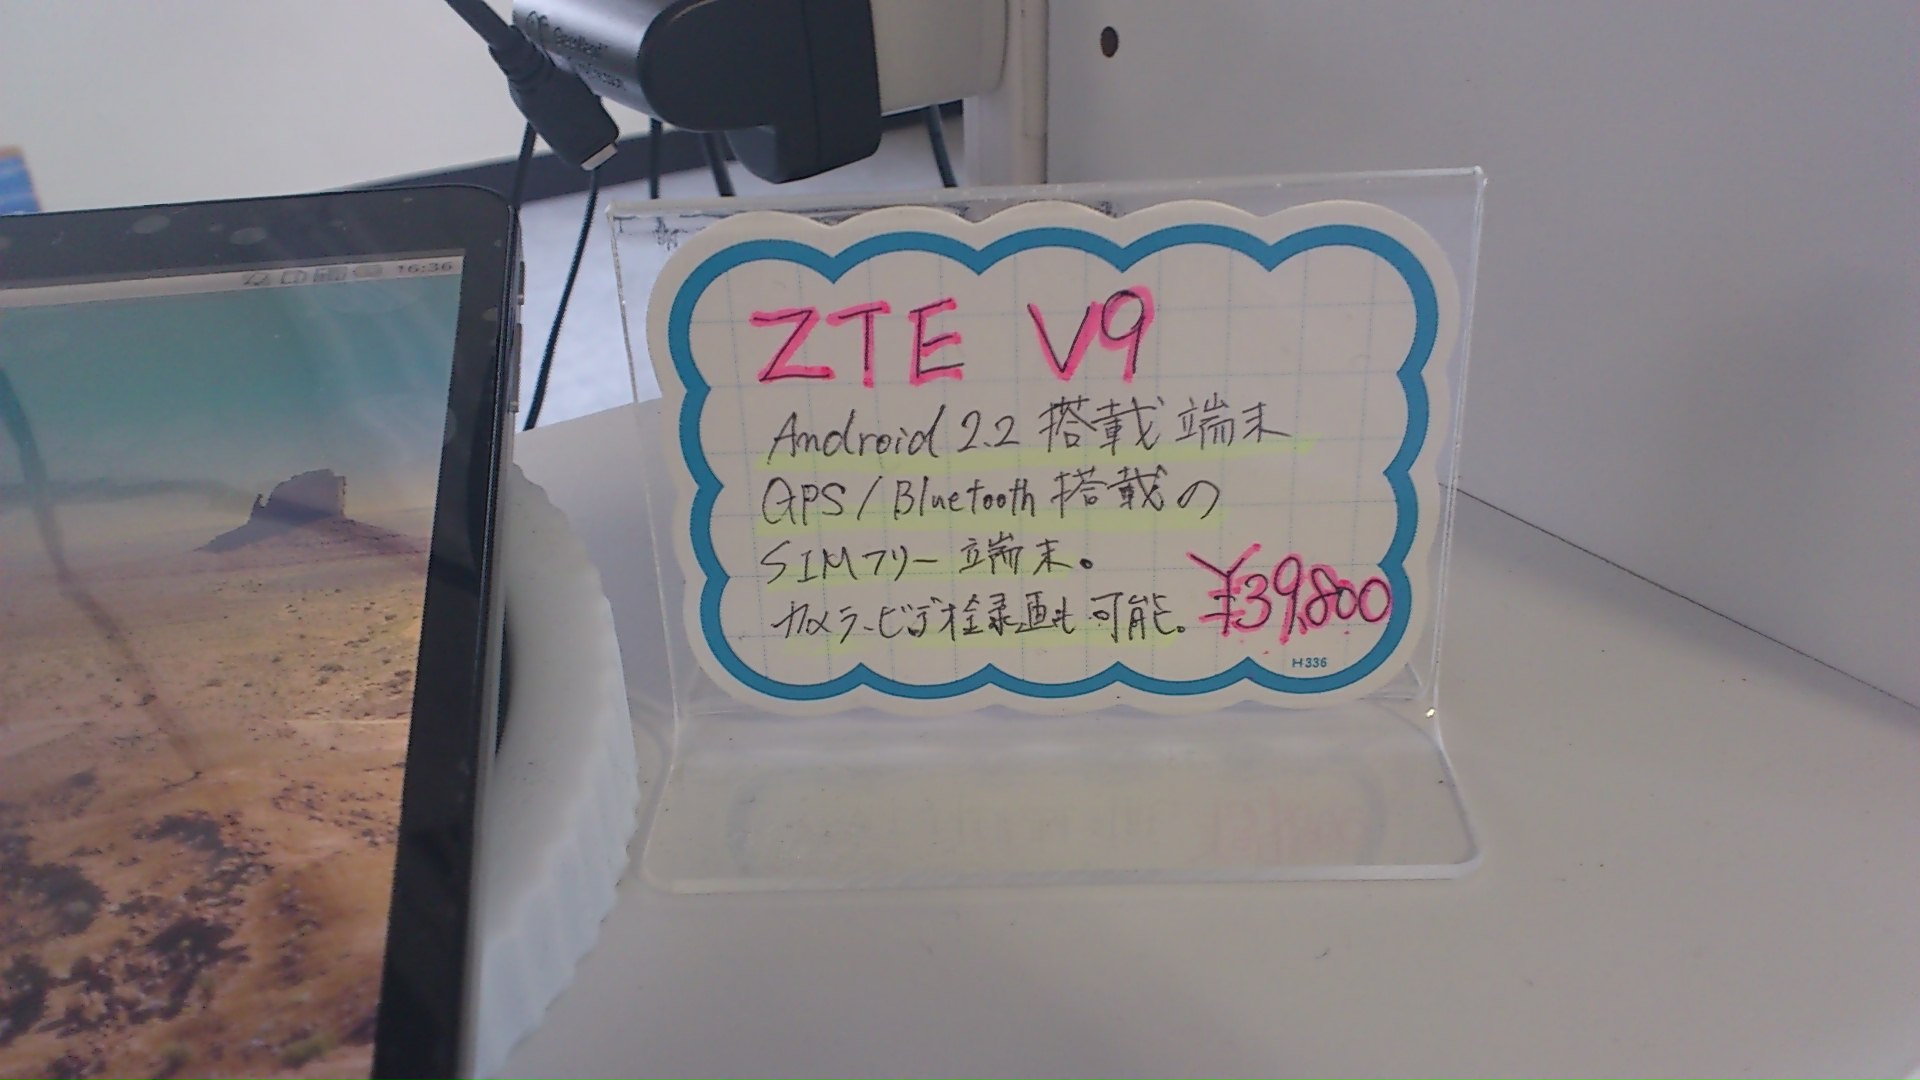 16:36
ZTE V9
Android 2.2 搭載端末
GPS/Bluetooth 搭載の
SIMフリー端末。
カメラ・ビデオ録画も可能。
¥39,800
H336